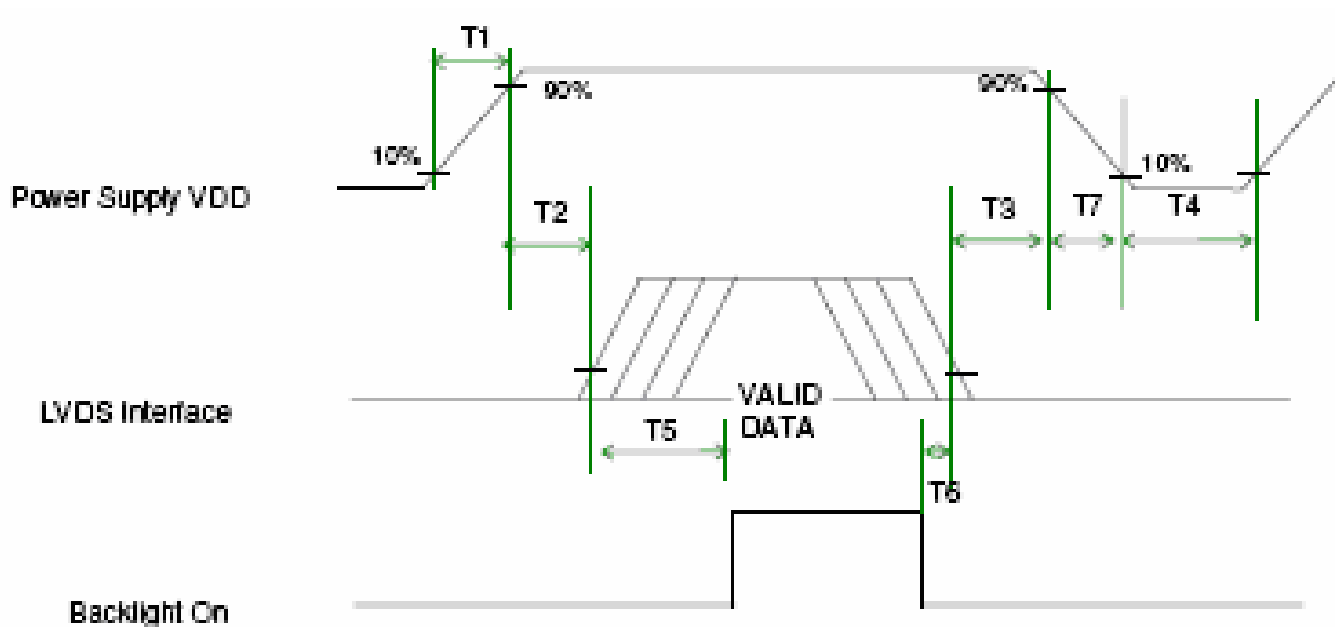 T1
90%
90%
10%
10%
Power Supply VDD
T2
T3
T7
T4
LVDS Interface
VALID
DATA
T5
T6
Backlight On